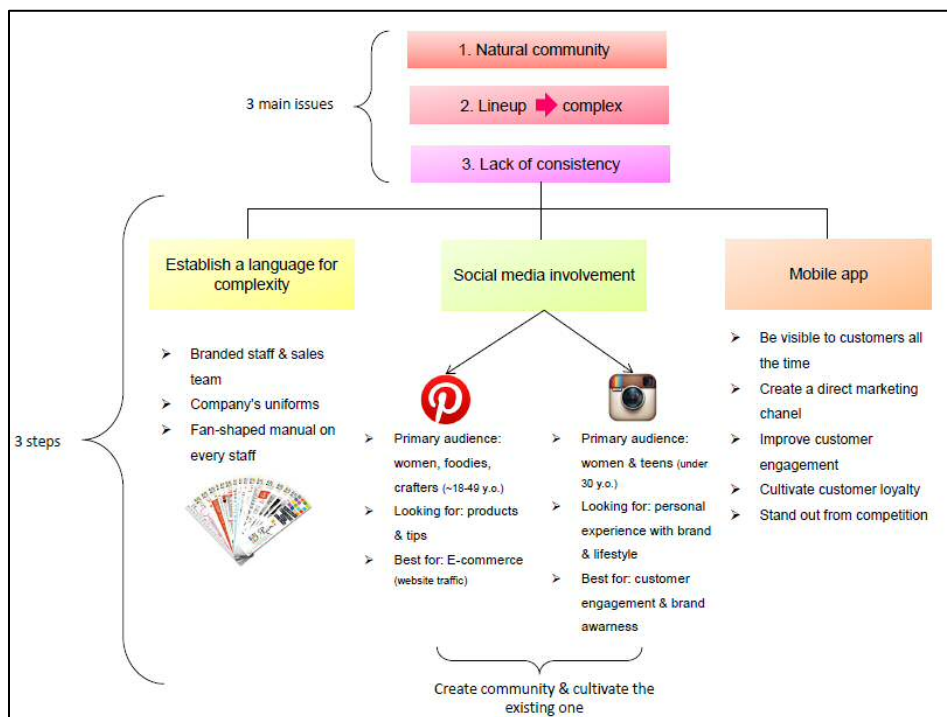 1. Natural community
3 main issues
2. Lineup complex
3. Lack of consistency
3 steps
Establish a language for
complexity
Branded staff & sales
team
Company's uniforms
Fan-shaped manual on
every staff
Social media involvement
Primary audience:
women, foodies,
crafters (~18-49 y.o.)
Looking for: products
& tips
Best for: E-commerce
(website traffic)
Primary audience:
women & teens (under
30 y.o.)
Looking for: personal
experience with brand
& lifestyle
Best for: customer
engagement & brand
awarness
Create community & cultivate the
existing one
Mobile app
Be visible to customers all
the time
Create a direct marketing
chanel
Improve customer
engagement
Cultivate customer loyalty
Stand out from competition